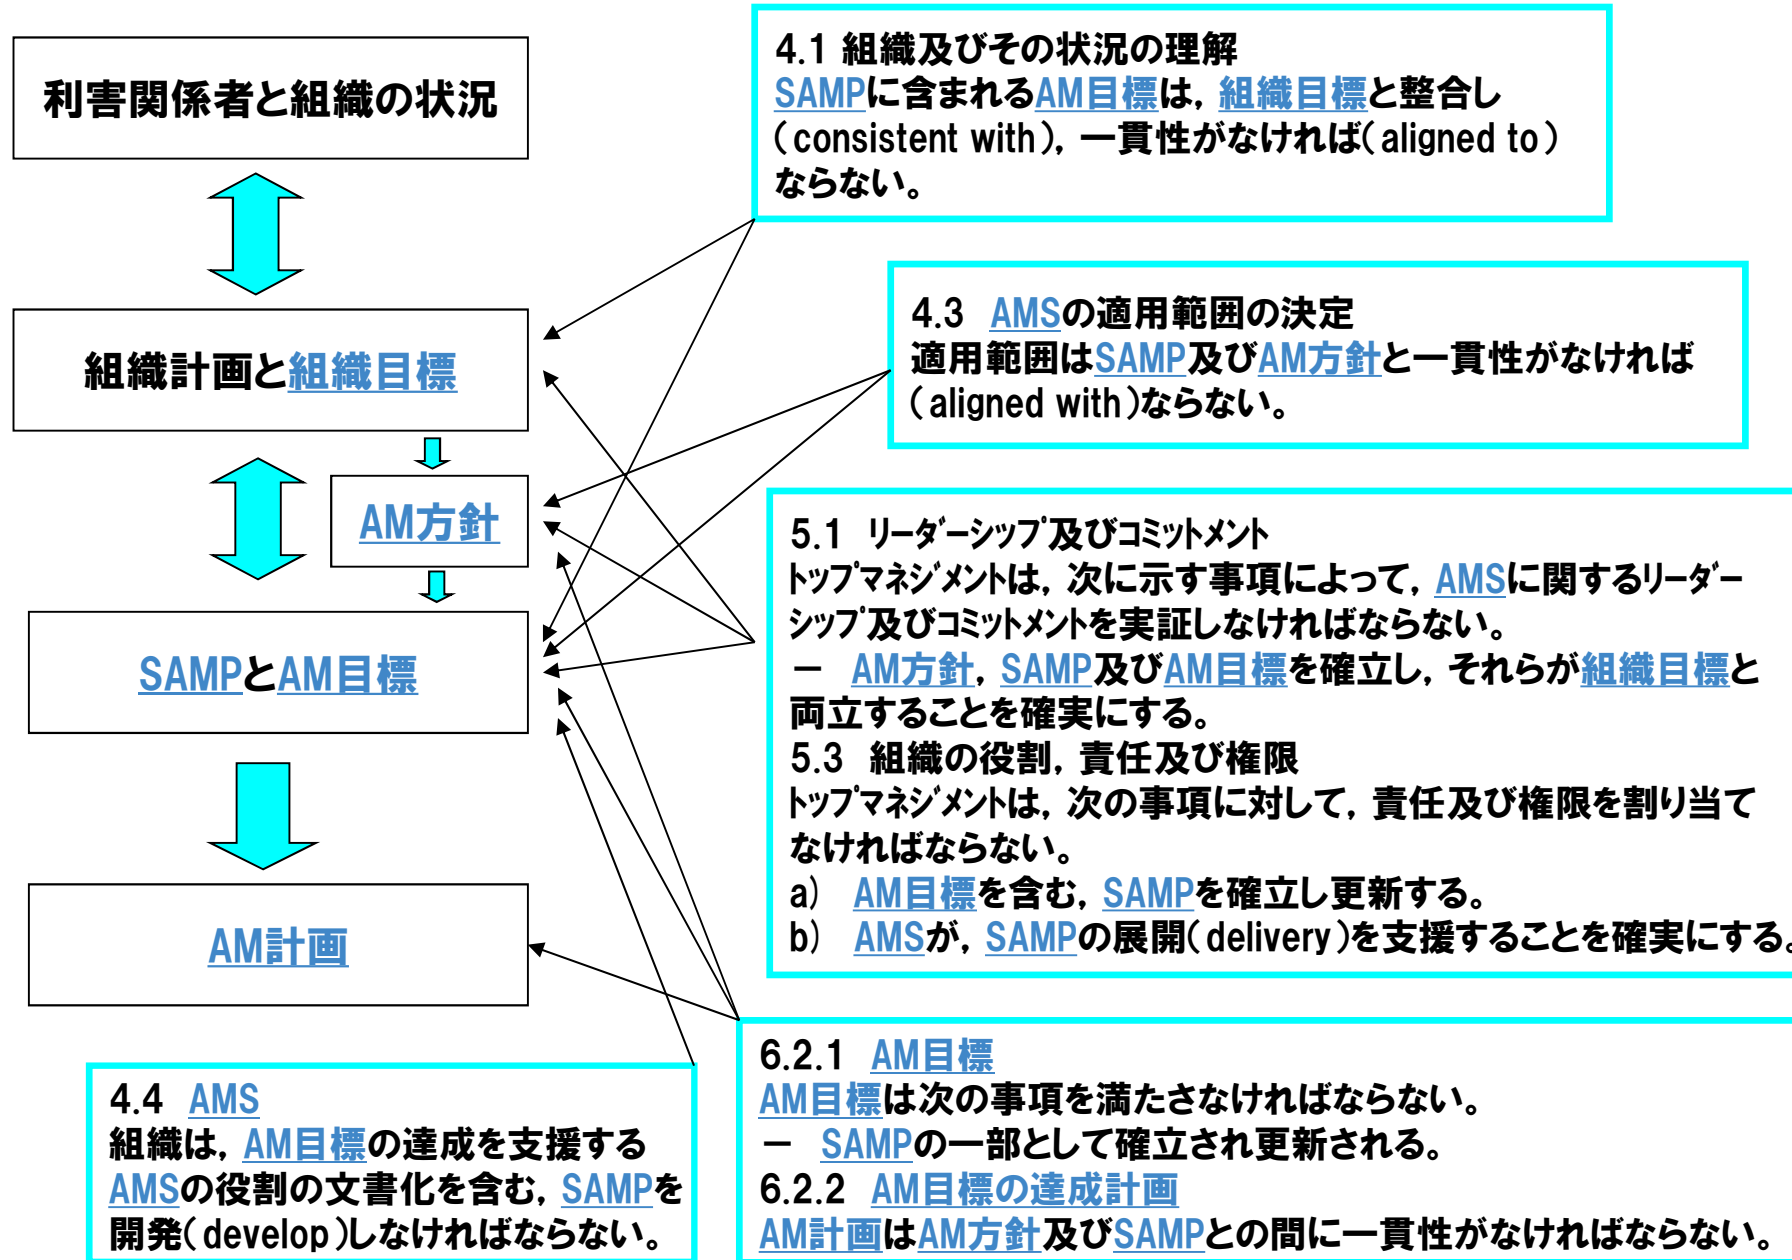 利害関係者と組織の状況
組織計画と組織目標
AM方針
SAMPとAM目標
AM計画
4.1 組織及びその状況の理解
SAMPに含まれるAM目標は，組織目標と整合し
（consistent with），一貫性がなければ（aligned to）
ならない。
4.3 AMSの適用範囲の決定
適用範囲はSAMP及びAM方針と一貫性がなければ
（aligned with）ならない。
5.1 リーダーシップ及びコミットメント
トップマネジメントは，次に示す事項によって，AMSに関するリーダー
シップ及びコミットメントを実証しなければならない。
－ AM方針，SAMP及びAM目標を確立し，それらが組織目標と
両立することを確実にする。
5.3 組織の役割，責任及び権限
トップマネジメントは，次の事項に対して，責任及び権限を割り当て
なければならない。
a) AM目標を含む，SAMPを確立し更新する。
b) AMSが，SAMPの展開（delivery）を支援することを確実にする。
4.4 AMS
組織は，AM目標の達成を支援する
AMSの役割の文書化を含む，SAMPを
開発（develop）しなければならない。
6.2.1 AM目標
AM目標は次の事項を満たさなければならない。
－ SAMPの一部として確立され更新される。
6.2.2 AM目標の達成計画
AM計画はAM方針及びSAMPとの間に一貫性がなければならない。